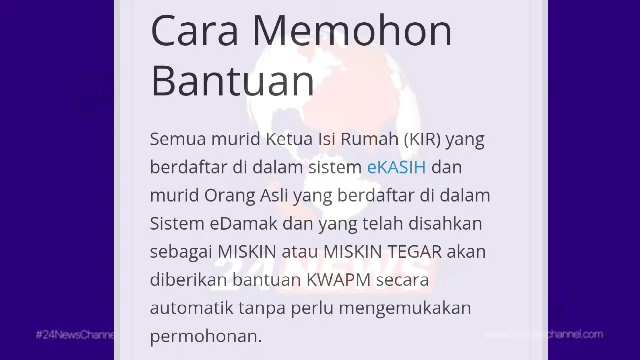 Cara Memohon
Bantuan
Semua murid Ketua Isi Rumah (KIR) yang
berdaftar di dalam sistem eKASIH dan
murid Orang Asli yang berdaftar di dalam
Sistem eDamak dan yang telah disahkan
sebagai MISKIN atau MISKIN TEGAR akan
diberikan bantuan KWAPM secara
automatik tanpa perlu mengemukakan
permohonan.
24 NEWS
#24NewsChannel